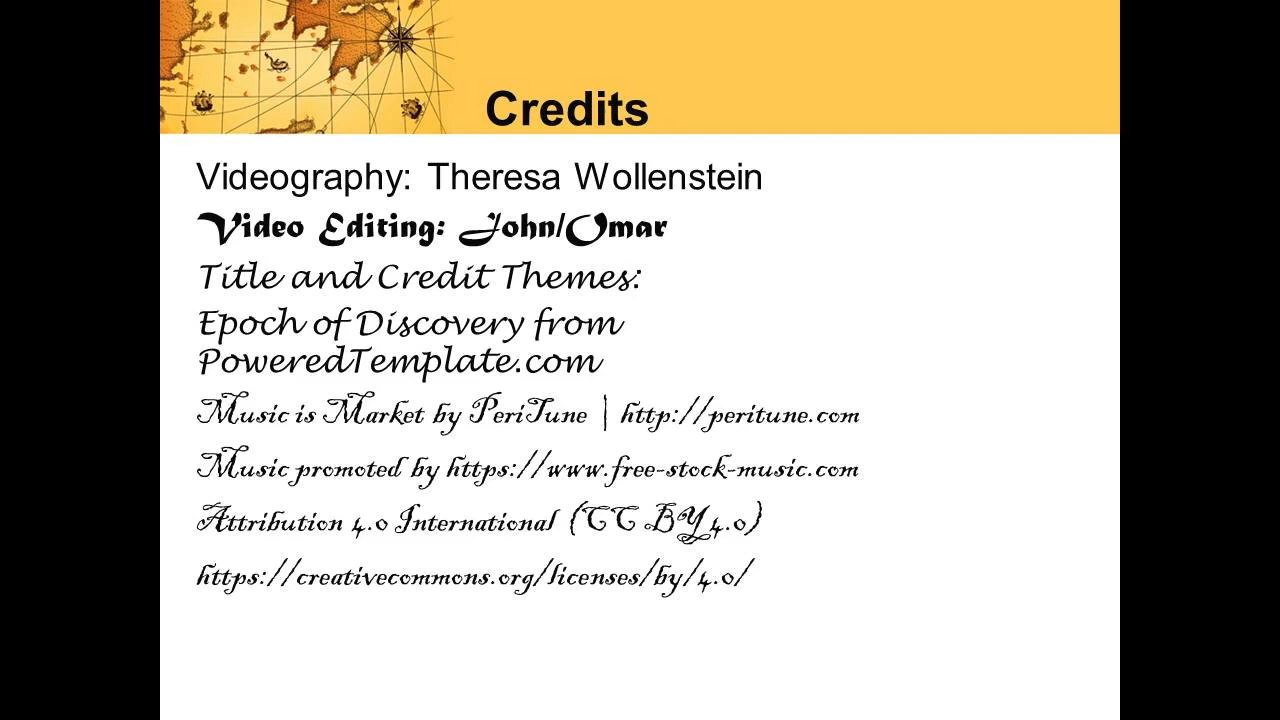 Credits
Videography: Theresa Wollenstein
Video Editing: John/Omar
Title and Credit Themes:
Epoch of Discovery from
PoweredTemplate.com
Music is Market by PeriTune | http://peritune.com
Music promoted by https://www.free-stock-music.com
Attribution 4.0 International (CC BY 4.0)
https://creativecommons.org/licenses/by/4.0/